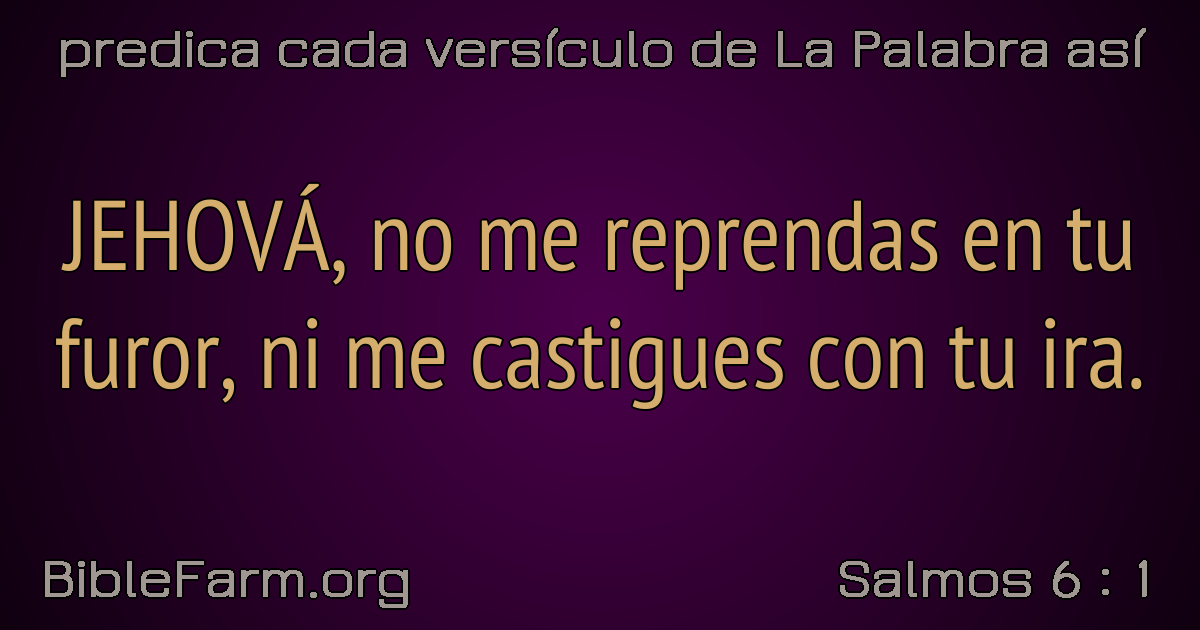 predica cada versículo de La Palabra así
JEHOVÁ, no me reprendas en tu
furor, ni me castigues con tu ira.
BibleFarm.org
Salmos 6 : 1